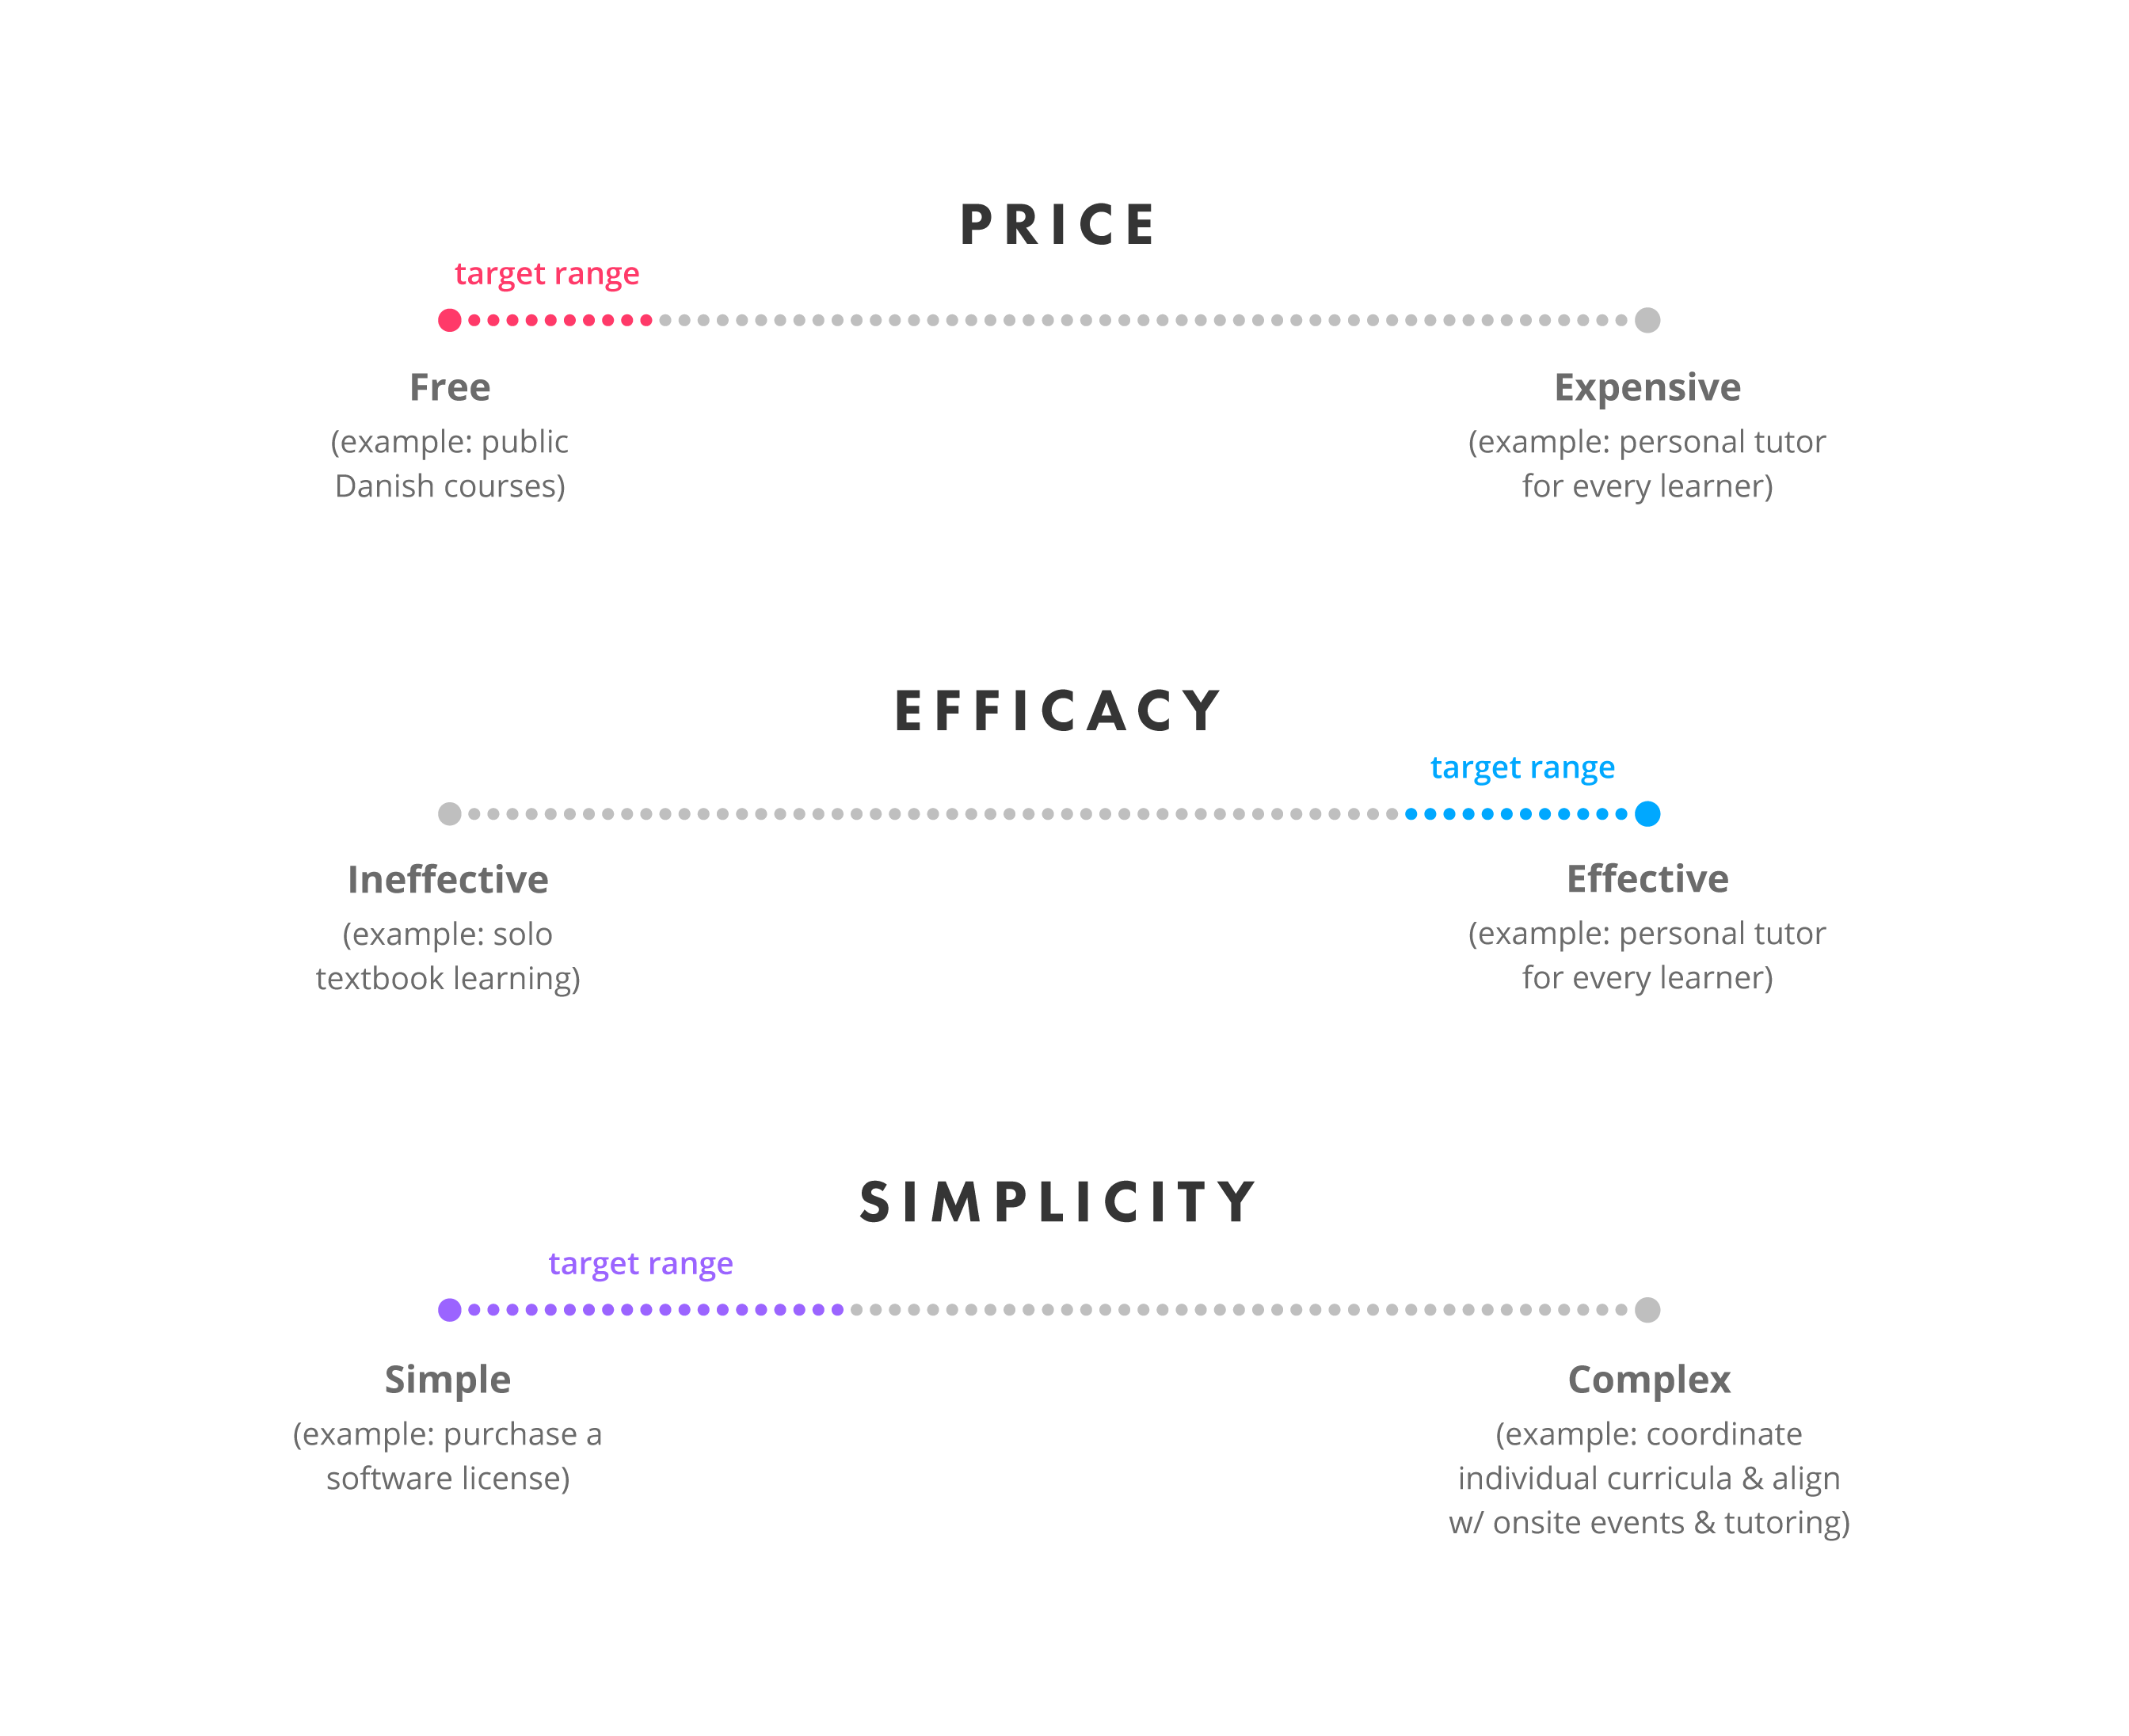 PRICE
target range
Free
(example: public
Danish courses)
Expensive
(example: personal tutor
for every learner)
EFFICACY
target range
Ineffective
(example: solo
textbook learning)
Effective
(example: personal tutor
for every learner)
SIMPLICITY
target range
Simple
(example: purchase a
software license)
Complex
(example: coordinate
individual curricula & align
w/ onsite events & tutoring)